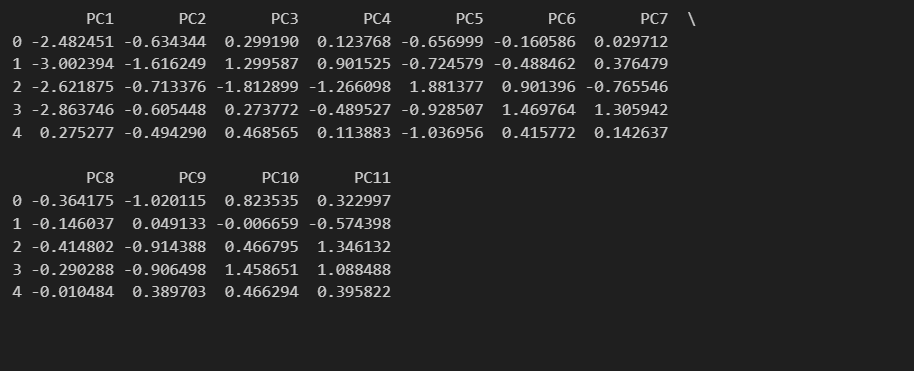 PC1       PC2       PC3       PC4       PC5       PC6       PC7  \
0 -2.482451 -0.634344  0.299190  0.123768 -0.656999 -0.160586  0.029712
1 -3.002394 -1.616249  1.299587  0.901525 -0.724579 -0.488462  0.376479
2 -2.621875 -0.713376 -1.812899 -1.266098  1.881377  0.901396 -0.765546
3 -2.863746 -0.605448  0.273772 -0.489527 -0.928507  1.469764  1.305942
4  0.275277 -0.494290  0.468565  0.113883 -1.036956  0.415772  0.142637
        PC8       PC9      PC10      PC11
0 -0.364175 -1.020115  0.823535  0.322997
1 -0.146037  0.049133 -0.006659 -0.574398
2 -0.414802 -0.914388  0.466795  1.346132
3 -0.290288 -0.906498  1.458651  1.088488
4 -0.010484  0.389703  0.466294  0.395822